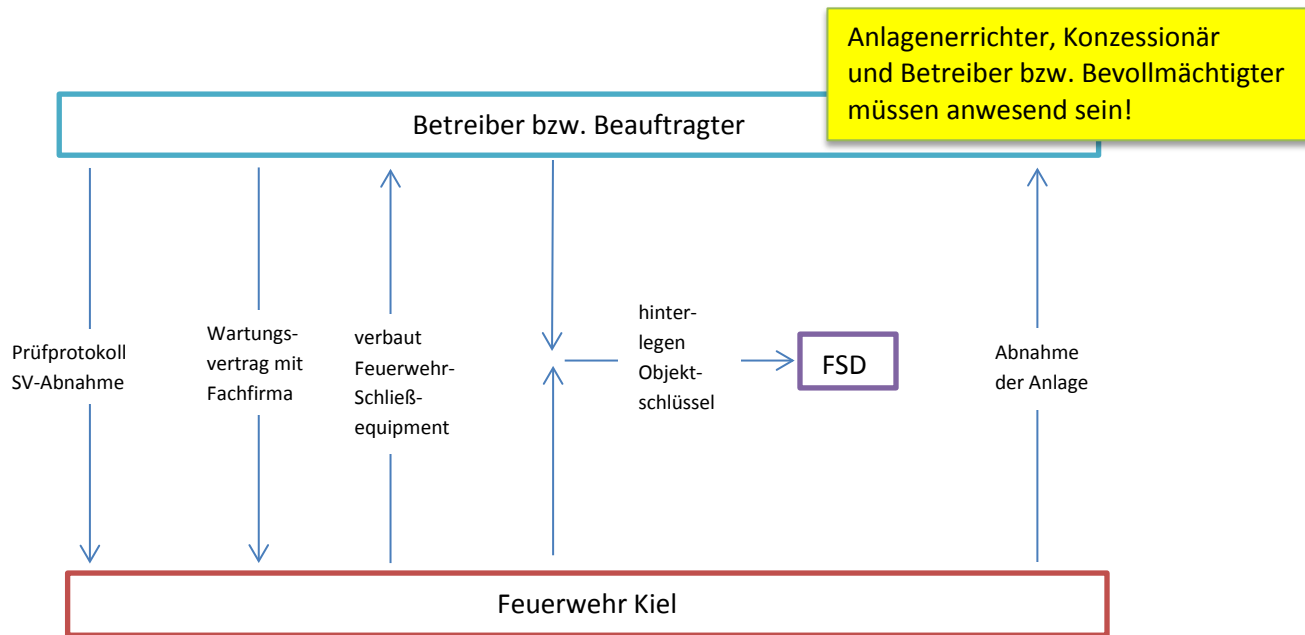 Anlagenerrichter, Konzessionär
und Betreiber bzw. Bevollmächtigter
müssen anwesend sein!
Betreiber bzw. Beauftragter
Prüfprotokoll
SV-Abnahme
Wartungs-
vertrag mit
Fachfirma
verbaut
Feuerwehr-
Schließ-
equipment
hinter-
legen
Objekt-
schlüssel
FSD
Abnahme
der Anlage
Feuerwehr Kiel